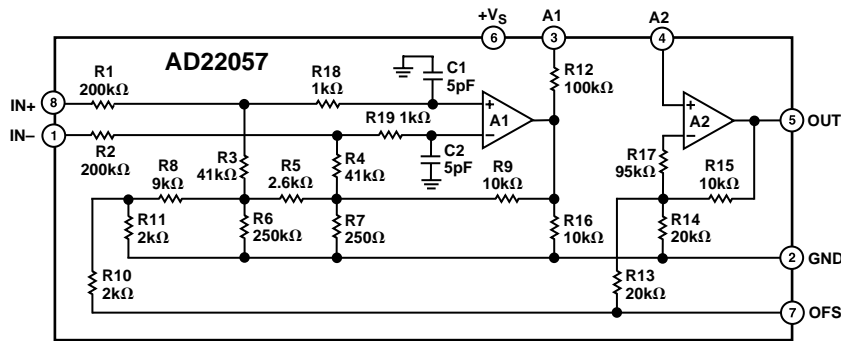 +VS
A1
A2
6
3
4
AD22057
R1
200kΩ
R18
1kΩ
C1
5pF
R12
100kΩ
IN+
8
IN–
1
R19 1kΩ
+
–
A1
+
–
A2
5
OUT
R2
200kΩ
R3
41kΩ
R4
41kΩ
C2
5pF
R17
95kΩ
R15
10kΩ
R8
9kΩ
R5
2.6kΩ
R9
10kΩ
R11
2kΩ
R6
250kΩ
R7
250Ω
R16
10kΩ
R14
20kΩ
2
GND
R10
2kΩ
R13
20kΩ
7
OFS